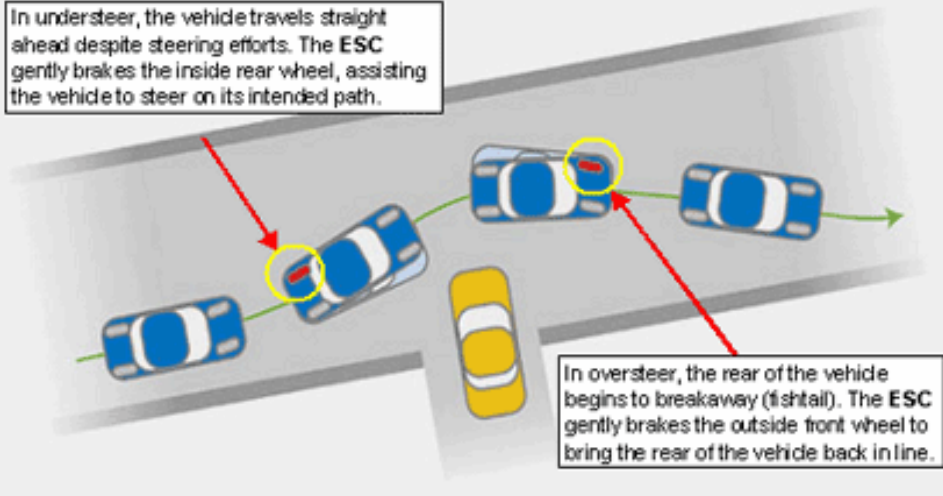 In understeer, the vehicle travels straight
ahead despite steering efforts. The ESC
gently brakes the inside rear wheel, assisting
the vehicle to steer on its intended path.
In oversteer, the rear of the vehicle
begins to breakaway (fishtail). The ESC
gently brakes the outside front wheel to
bring the rear of the vehicle back in line.